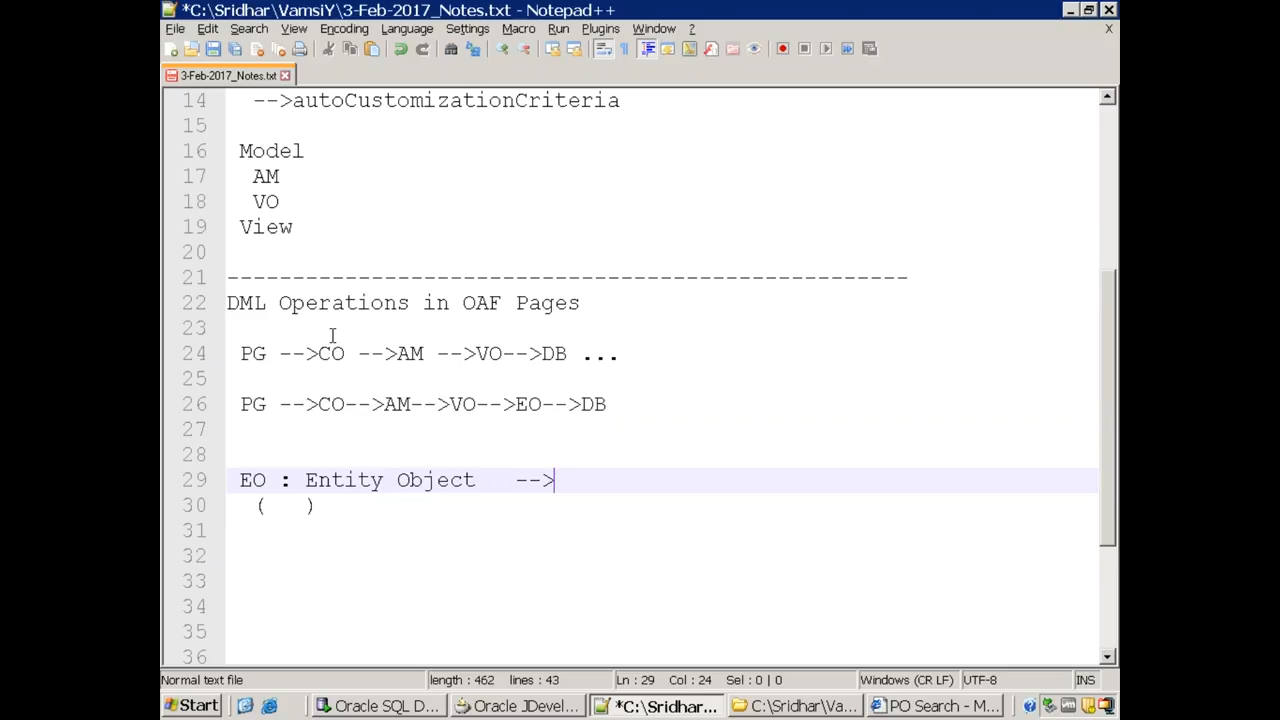 *C:\Sridhar\VamsiY\3-Feb-2017_Notes.txt - Notepad++
File Edit Search View Encoding Language Settings Macro Run Plugins Window ? X
3-Feb-2017_Notes.txt
14 -->autoCustomizationCriteria
15
16 Model
17 AM
18 VO
19 View
20
21 ----------------------------------------------------
22 DML Operations in OAF Pages
23
24 PG -->CO -->AM -->VO-->DB ...
25
26 PG -->CO-->AM-->VO-->EO-->DB
27
28
29 EO : Entity Object -->
30 ( )
31
32
33
34
35
36
Normal text file length : 462 lines : 43 Ln : 29 Col : 24 Sel : 0 | 0 Windows (CR LF) UTF-8 INS
Start Oracle SQL D... Oracle JDevel... *C:\Sridhar... C:\Sridhar\Va... PO Search - M...